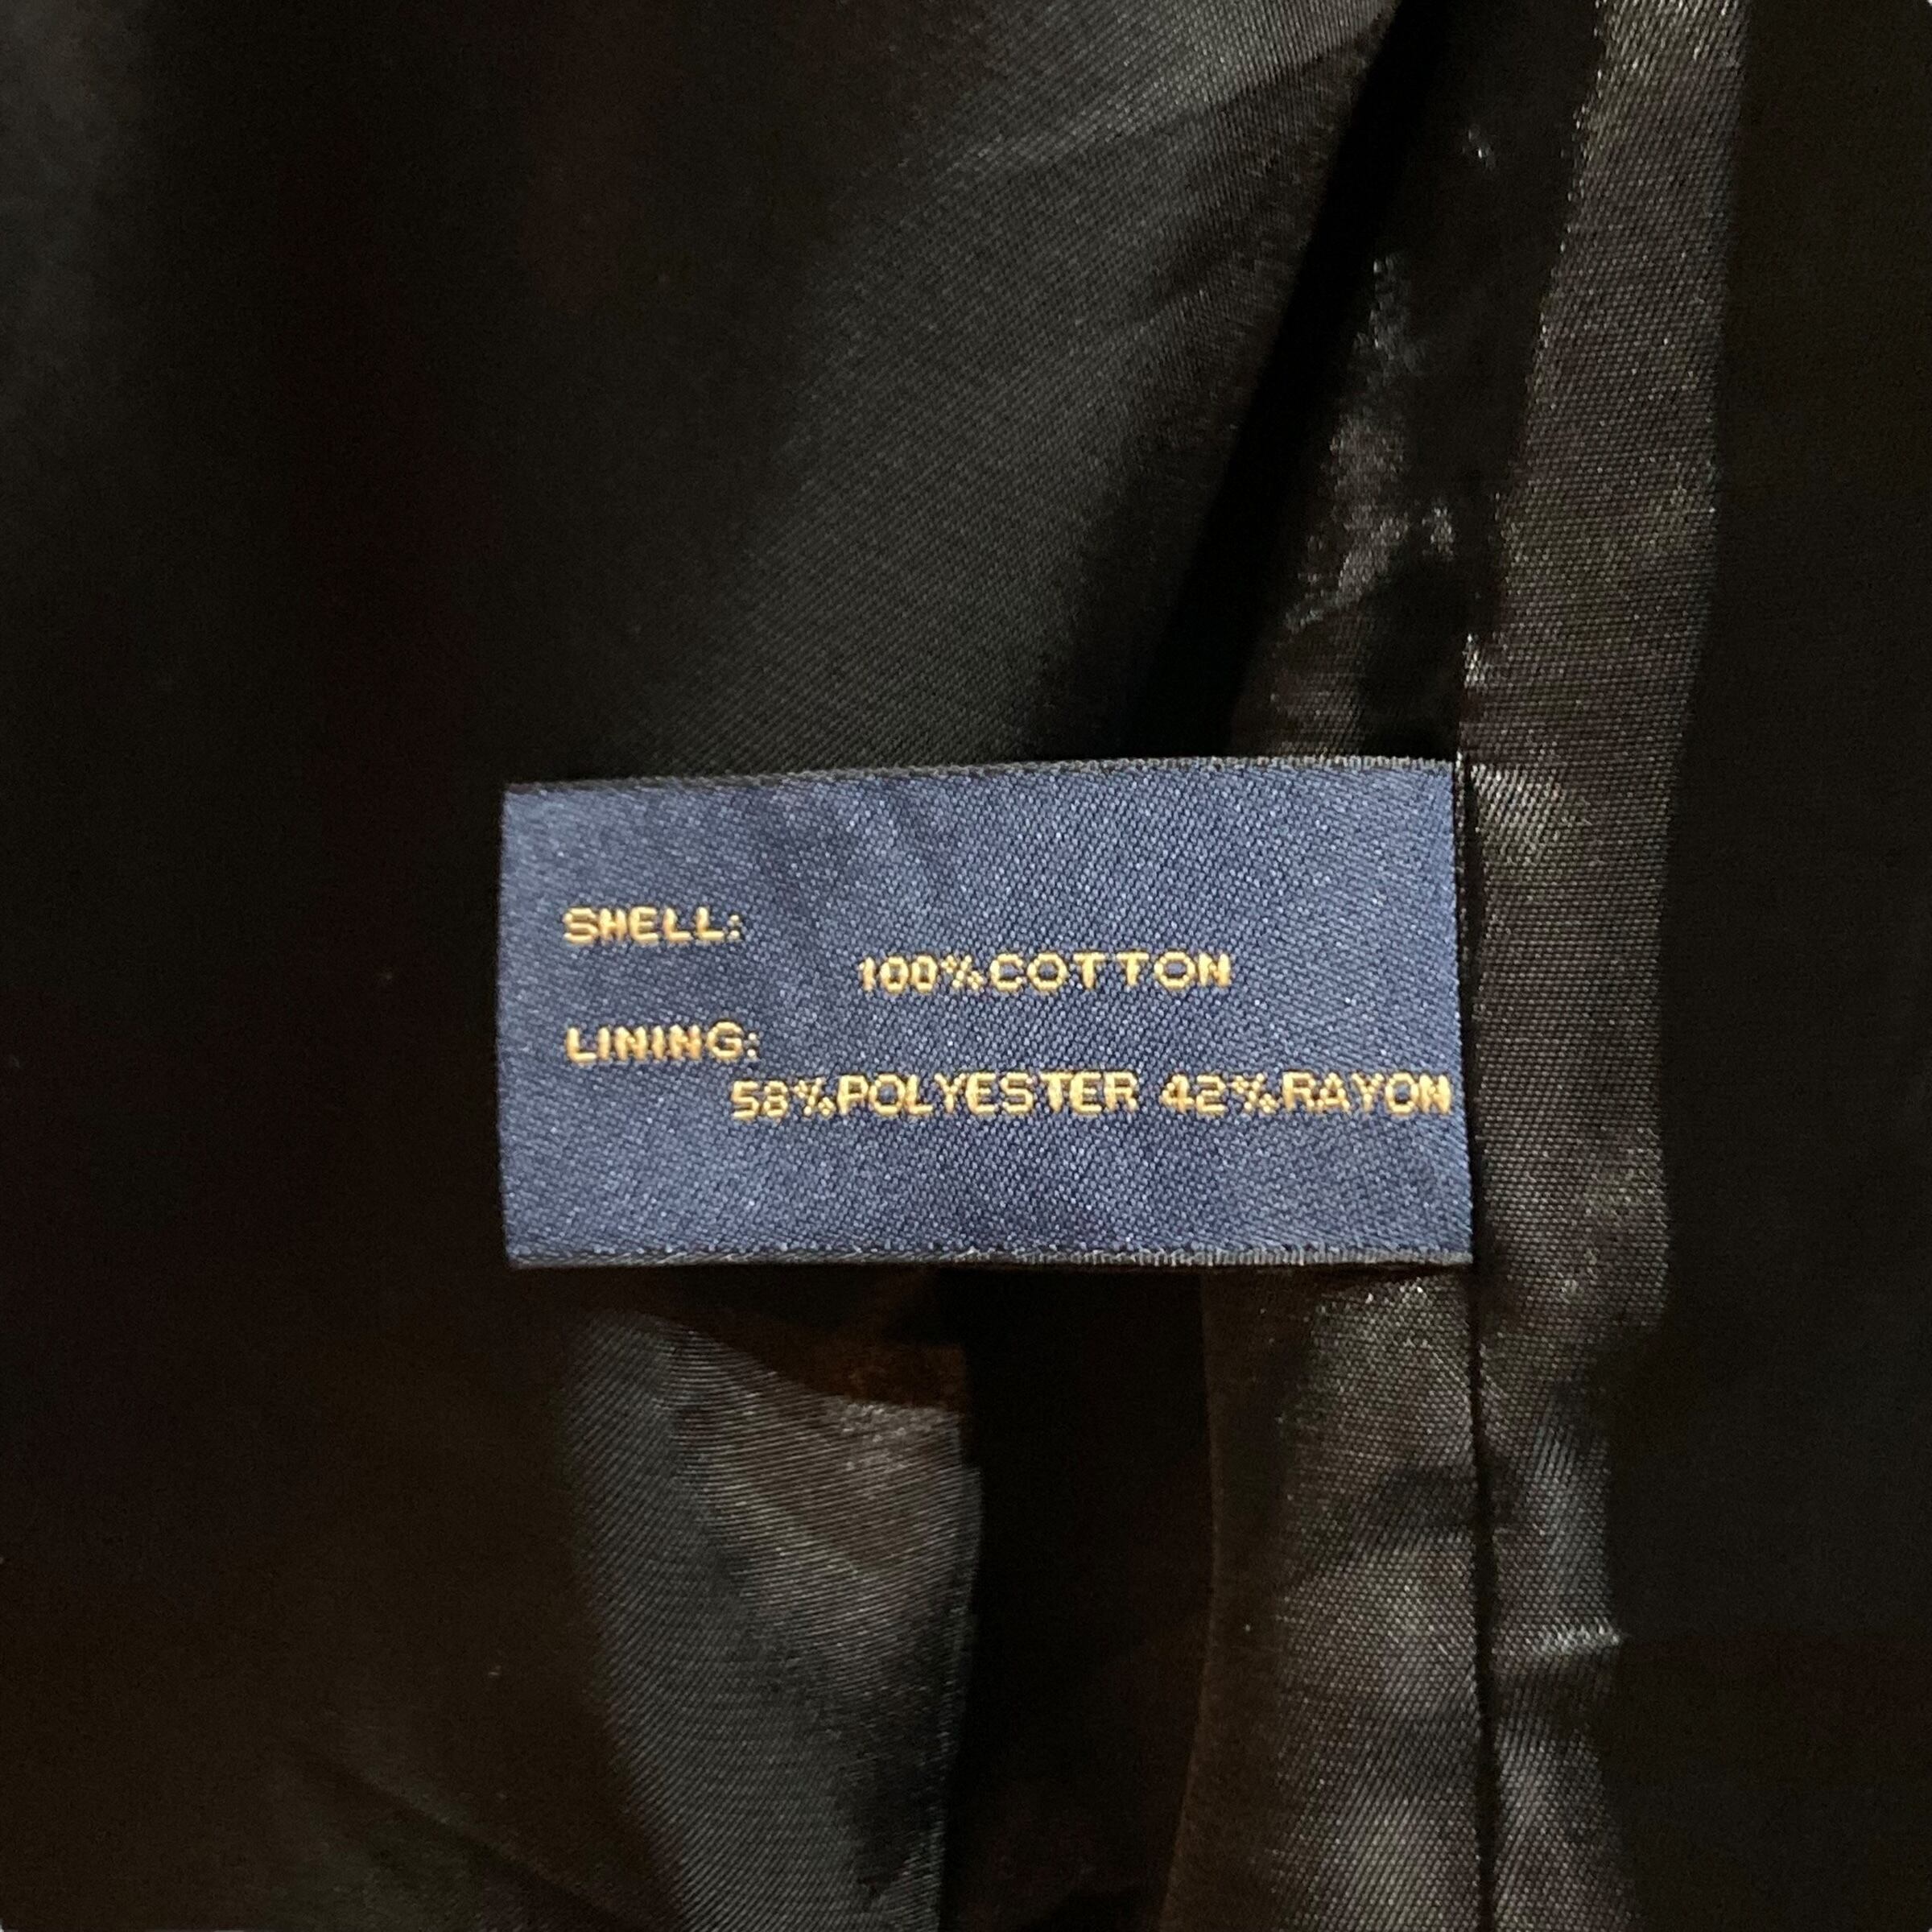 SHELL:
100%COTTON
LINING:
58%POLYESTER 42%RAYON